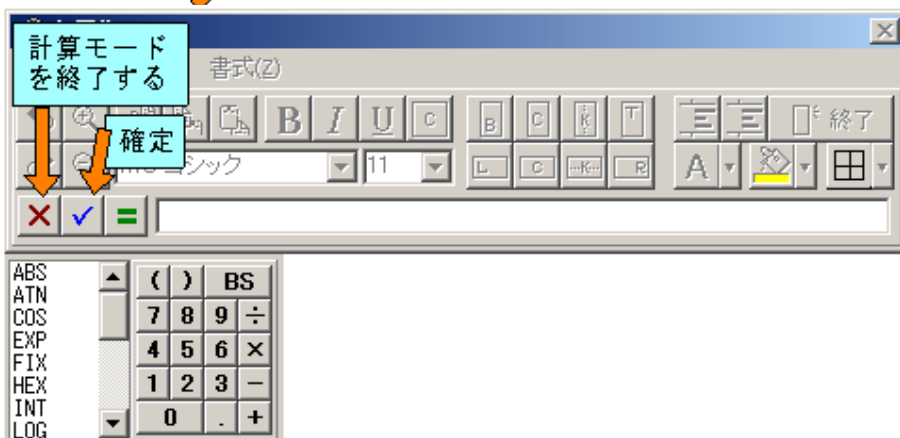 計算モード
を終了する
書式(Z)
B I U C B C K T 終了
確定
ゴシック 11 L C K R A
=
ABS
ATN
COS
EXP
FIX
HEX
INT
LOG
( ) BS
7 8 9 ÷
4 5 6 ×
1 2 3 −
0 . +